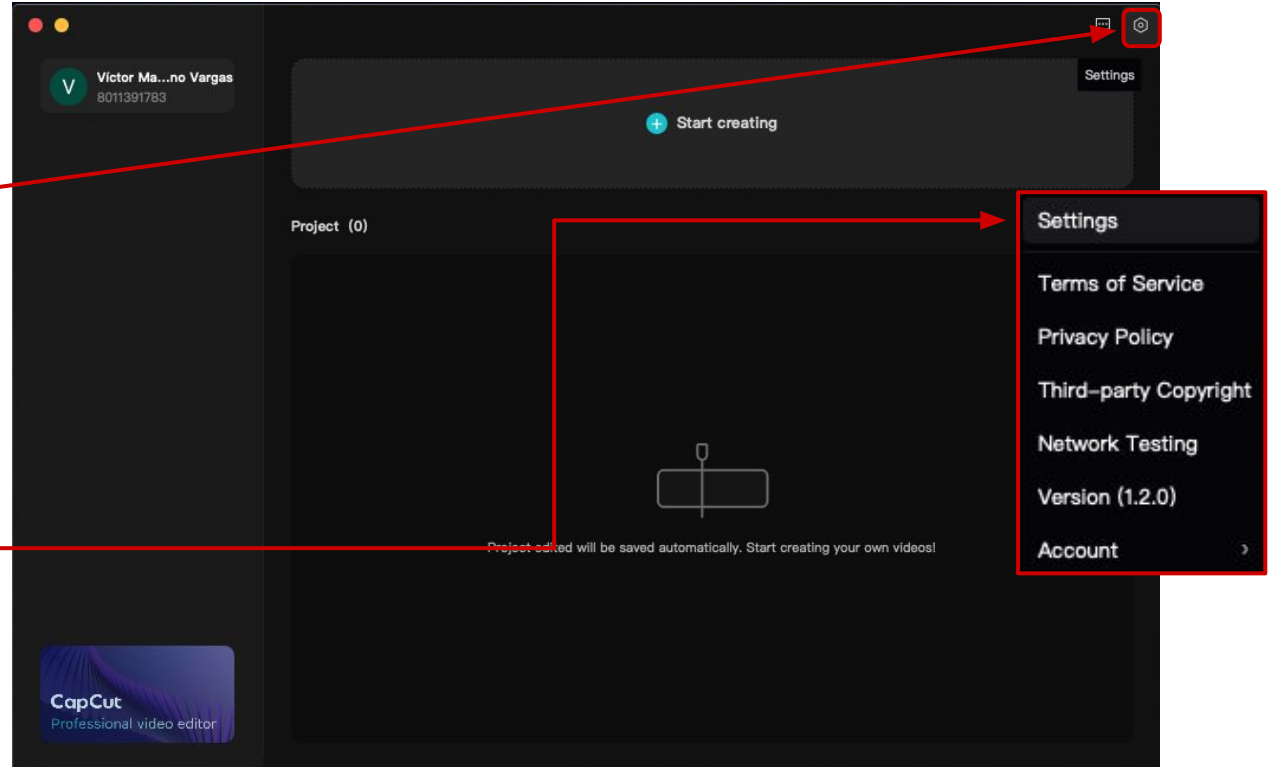 V
Víctor Ma...no Vargas
8011391783
Settings
Start creating
Project (0)
Settings
Terms of Service
Privacy Policy
Third-party Copyright
Network Testing
Version (1.2.0)
Account
Project edited will be saved automatically. Start creating your own videos!
CapCut
Professional video editor